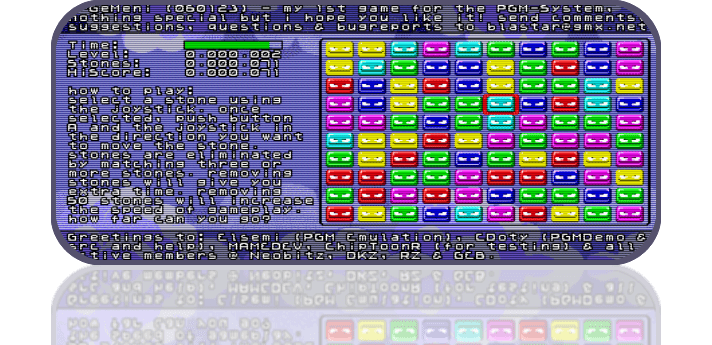 GeMeni (060123) - my 1st game for the PGM-System,
nothing special but i hope you like it! send comments,
suggestions, questions & bugreports to blastar@gmx.net
Time:
Level: 0.000.002
Stones: 0.000.071
HiScore: 0.000.071
how to play:
select a stone using
the joystick. once
selected, push button
A and the joystick in
the direction you want
to move the stone.
stones are eliminated
by matching three or
more stones. removing
stones will give you
extra time. removing
50 stones will increase
the speed of gameplay.
how far can you go?
Greetings to: Elsemi (PGM Emulation), CDoty (PGMDemo &
src and help), MAMEDEV, ChipToonR (for testing) & all
active members @ Neobitz, DKZ, RZ & GCB.